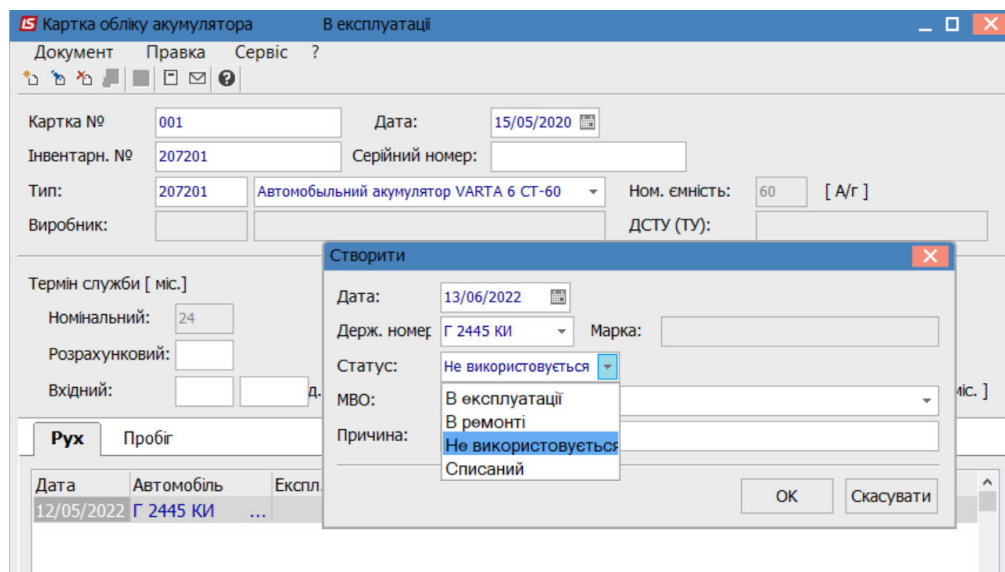 Картка обліку акумулятора В експлуатації
Документ Правка Сервіс ?
Картка № 001 Дата: 15/05/2020
Інвентарн. № 207201 Серійний номер:
Тип: 207201 Автомобыльний акумулятор VARTA 6 СТ-60 Ном. ємність: 60 [ А/г ]
Виробник: ДСТУ (ТУ):
Термін служби [ міс.]
Номінальний: 24
Розрахунковий:
Вхідний: д. міс. ]
Створити
Дата: 13/06/2022
Держ. номер Г 2445 КИ Марка:
Статус: Не використовується
МВО:
Причина:
В експлуатації
В ремонті
Не використовується
Списаний
OK Скасувати
Рух Пробіг
Дата Автомобіль Експл.
12/05/2022 Г 2445 КИ ...